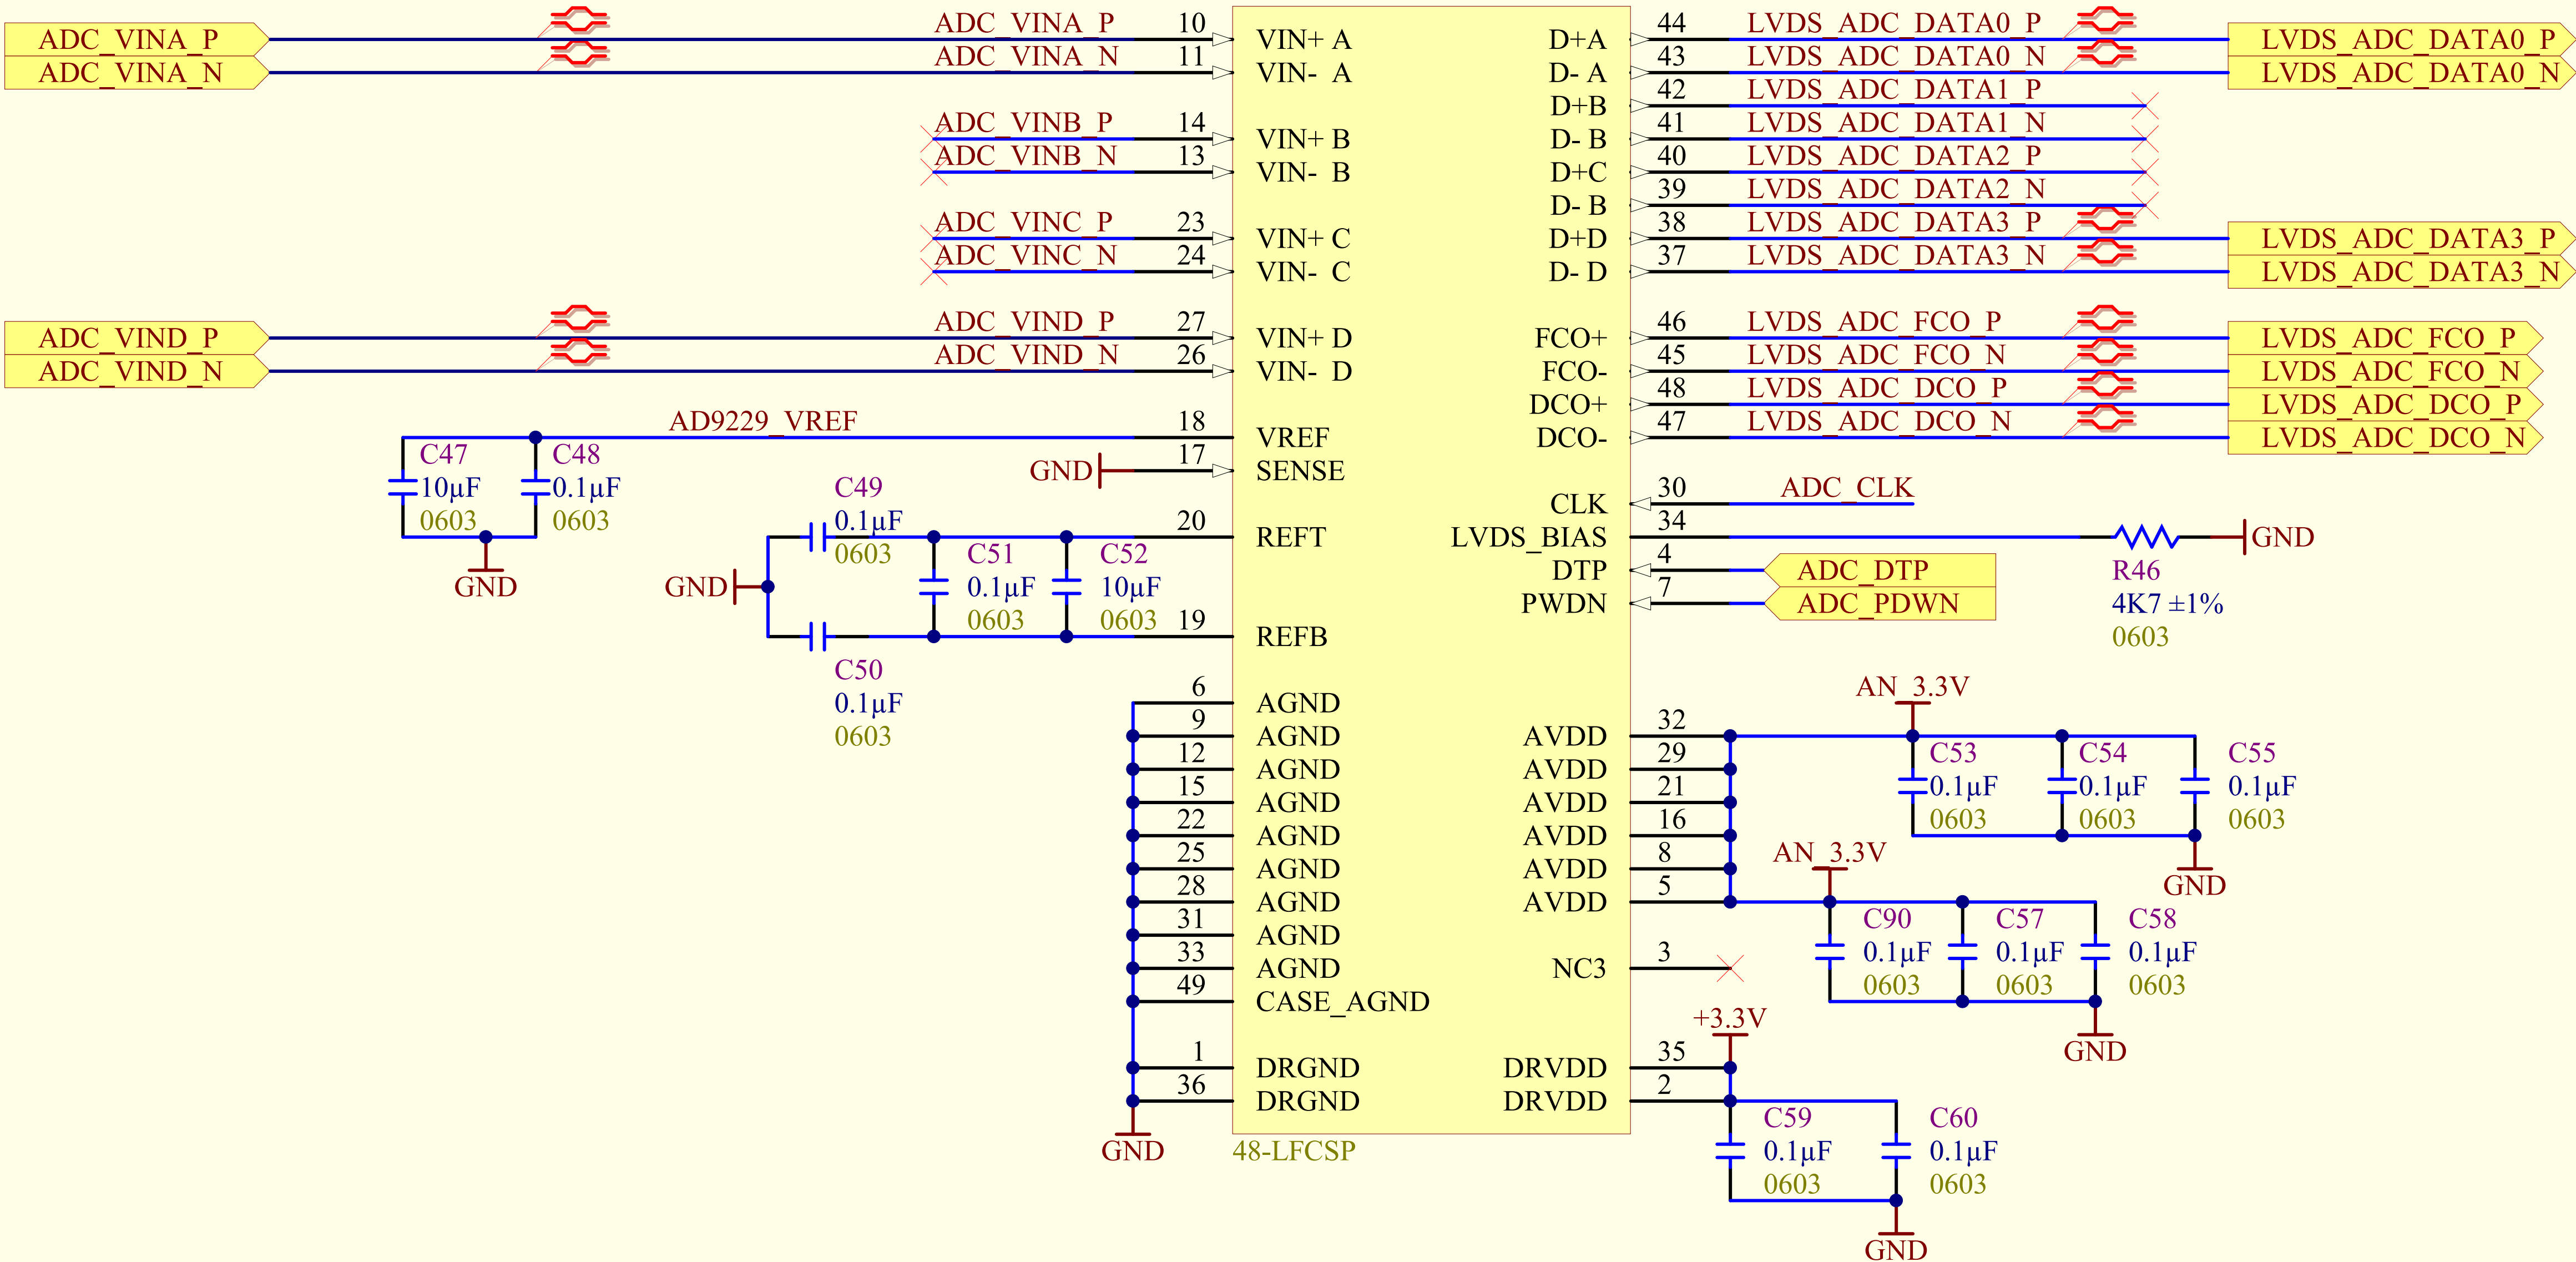 ADC_VINA_P
ADC_VINA_N
ADC_VIND_P
ADC_VIND_N
ADC_VINA_P 10 VIN+ A
ADC_VINA_N 11 VIN- A
ADC_VINB_P 14 VIN+ B
ADC_VINB_N 13 VIN- B
ADC_VINC_P 23 VIN+ C
ADC_VINC_N 24 VIN- C
ADC_VIND_P 27 VIN+ D
ADC_VIND_N 26 VIN- D
AD9229_VREF 18 VREF
GND 17 SENSE
20 REFT
19 REFB
C47
10µF
0603
C48
0.1µF
0603
GND
C49
0.1µF
0603
GND
C50
0.1µF
0603
C51
0.1µF
0603
C52
10µF
0603
6 AGND
9 AGND
12 AGND
15 AGND
22 AGND
25 AGND
28 AGND
31 AGND
33 AGND
49 CASE_AGND
1 DRGND
36 DRGND
GND
48-LFCSP
D+A 44 LVDS_ADC_DATA0_P
D- A 43 LVDS_ADC_DATA0_N
D+B 42 LVDS_ADC_DATA1_P
D- B 41 LVDS_ADC_DATA1_N
D+C 40 LVDS_ADC_DATA2_P
D- B 39 LVDS_ADC_DATA2_N
D+D 38 LVDS_ADC_DATA3_P
D- D 37 LVDS_ADC_DATA3_N
FCO+ 46 LVDS_ADC_FCO_P
FCO- 45 LVDS_ADC_FCO_N
DCO+ 48 LVDS_ADC_DCO_P
DCO- 47 LVDS_ADC_DCO_N
LVDS_ADC_DATA0_P
LVDS_ADC_DATA0_N
LVDS_ADC_DATA3_P
LVDS_ADC_DATA3_N
LVDS_ADC_FCO_P
LVDS_ADC_FCO_N
LVDS_ADC_DCO_P
LVDS_ADC_DCO_N
CLK 30 ADC_CLK
LVDS_BIAS 34 GND
DTP 4 ADC_DTP
PWDN 7 ADC_PDWN
R46
4K7 ±1%
0603
AN_3.3V
AVDD 32
AVDD 29
AVDD 21
AVDD 16
AVDD 8
AVDD 5
C53
0.1µF
0603
C54
0.1µF
0603
C55
0.1µF
0603
GND
AN_3.3V
C90
0.1µF
0603
C57
0.1µF
0603
C58
0.1µF
0603
GND
NC3 3
+3.3V
DRVDD 35
DRVDD 2
C59
0.1µF
0603
C60
0.1µF
0603
GND